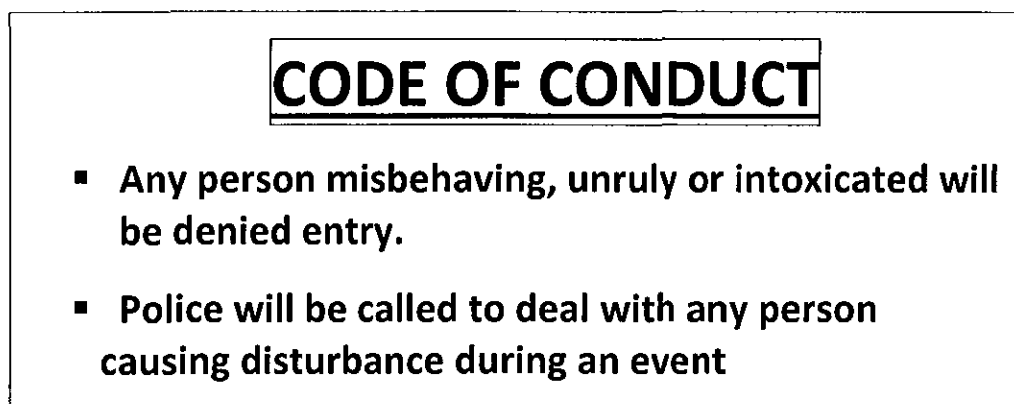 CODE OF CONDUCT
▪ Any person misbehaving, unruly or intoxicated will
be denied entry.
▪ Police will be called to deal with any person
causing disturbance during an event